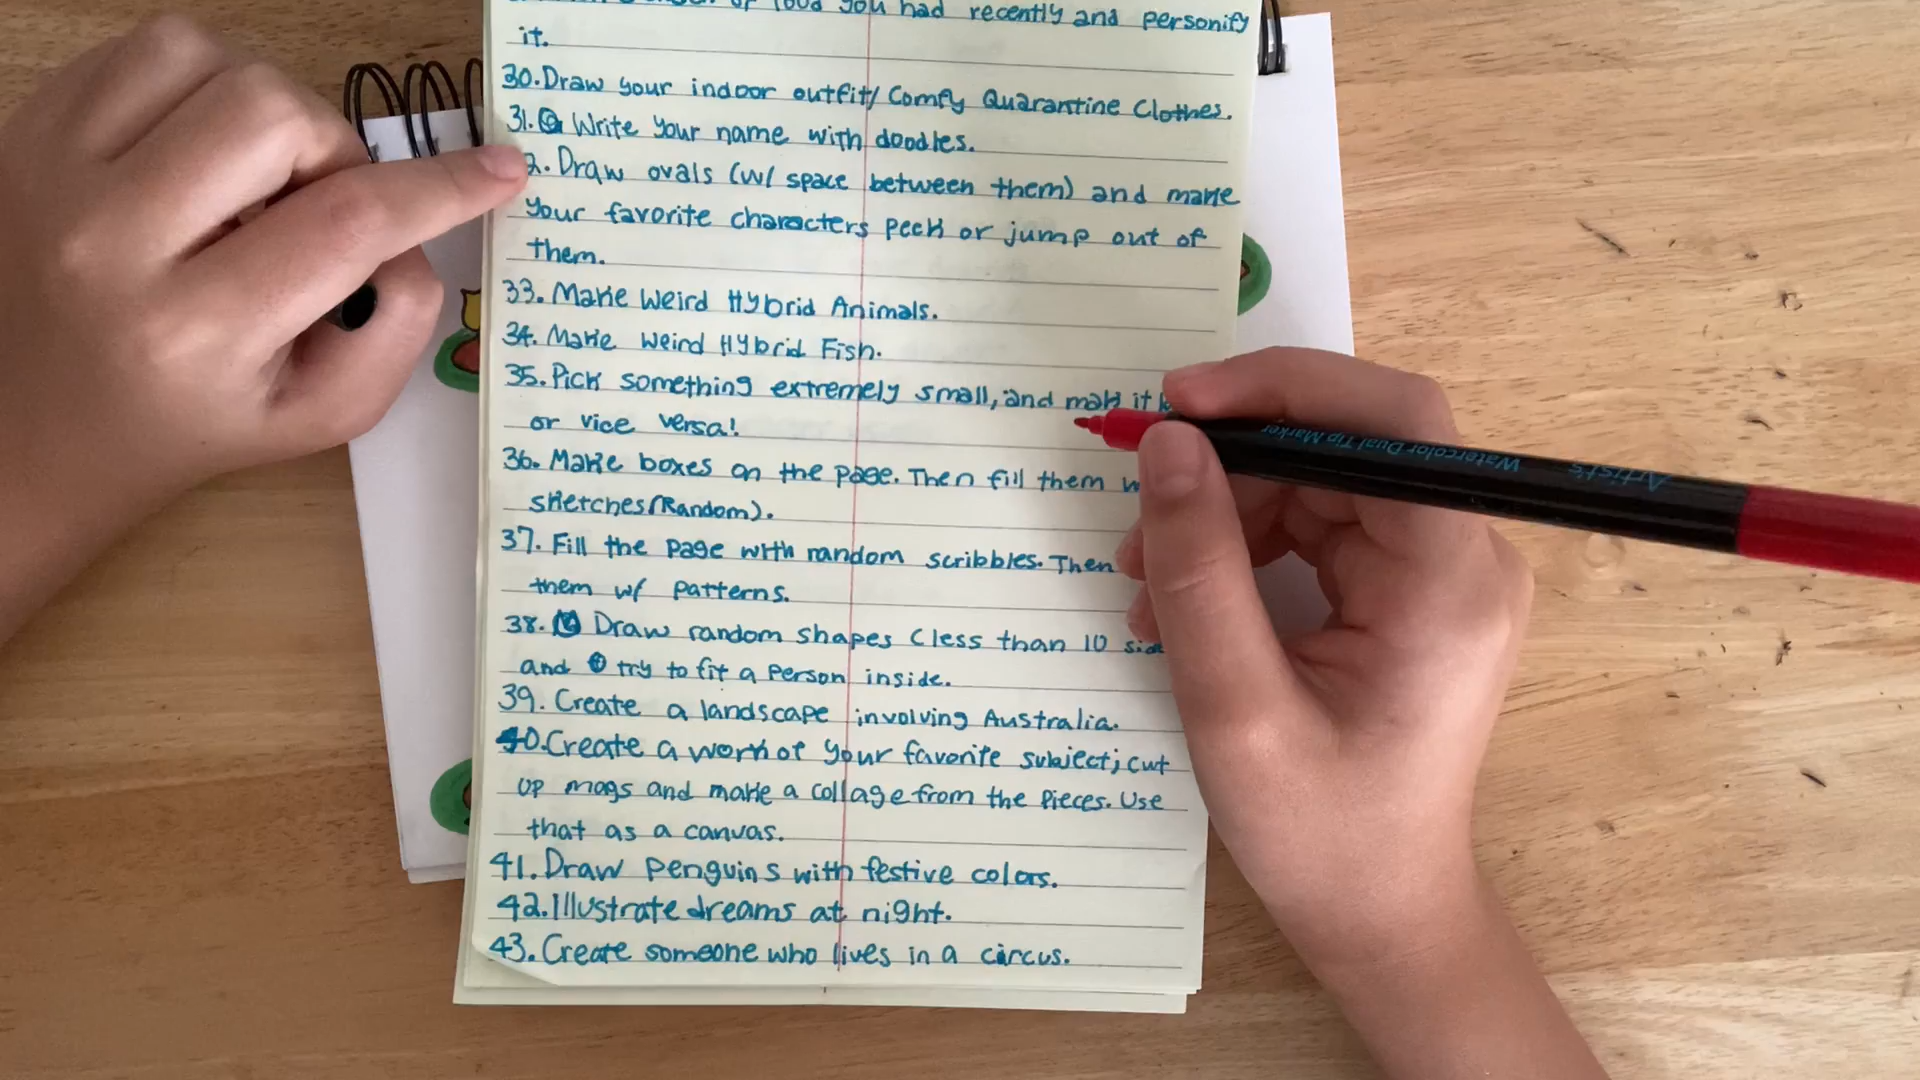 you had recently and personify
it.
30. Draw your indoor outfit/ Comfy Quarantine Clothes.
31. Write your name with doodles.
2. Draw ovals (w/ space between them) and make
your favorite characters peek or jump out of
them.
33. Make Weird Hybrid Animals.
34. Make Weird Hybrid Fish.
35. Pick something extremely small, and mak it
or vice versa!
36. Make boxes on the page. Then fill them
sketches (Random).
37. Fill the page with random scribbles. Then
them w/ patterns.
38. Draw random shapes (less than 10
and try to fit a person inside.
39. Create a landscape involving Australia.
40. Create a work of your favorite subject; cut
up mags and make a collage from the pieces. Use
that as a canvas.
41. Draw penguins with festive colors.
42. Illustrate dreams at night.
43. Create someone who lives in a circus.
Artist's
Watercolor Dual Tip Marker